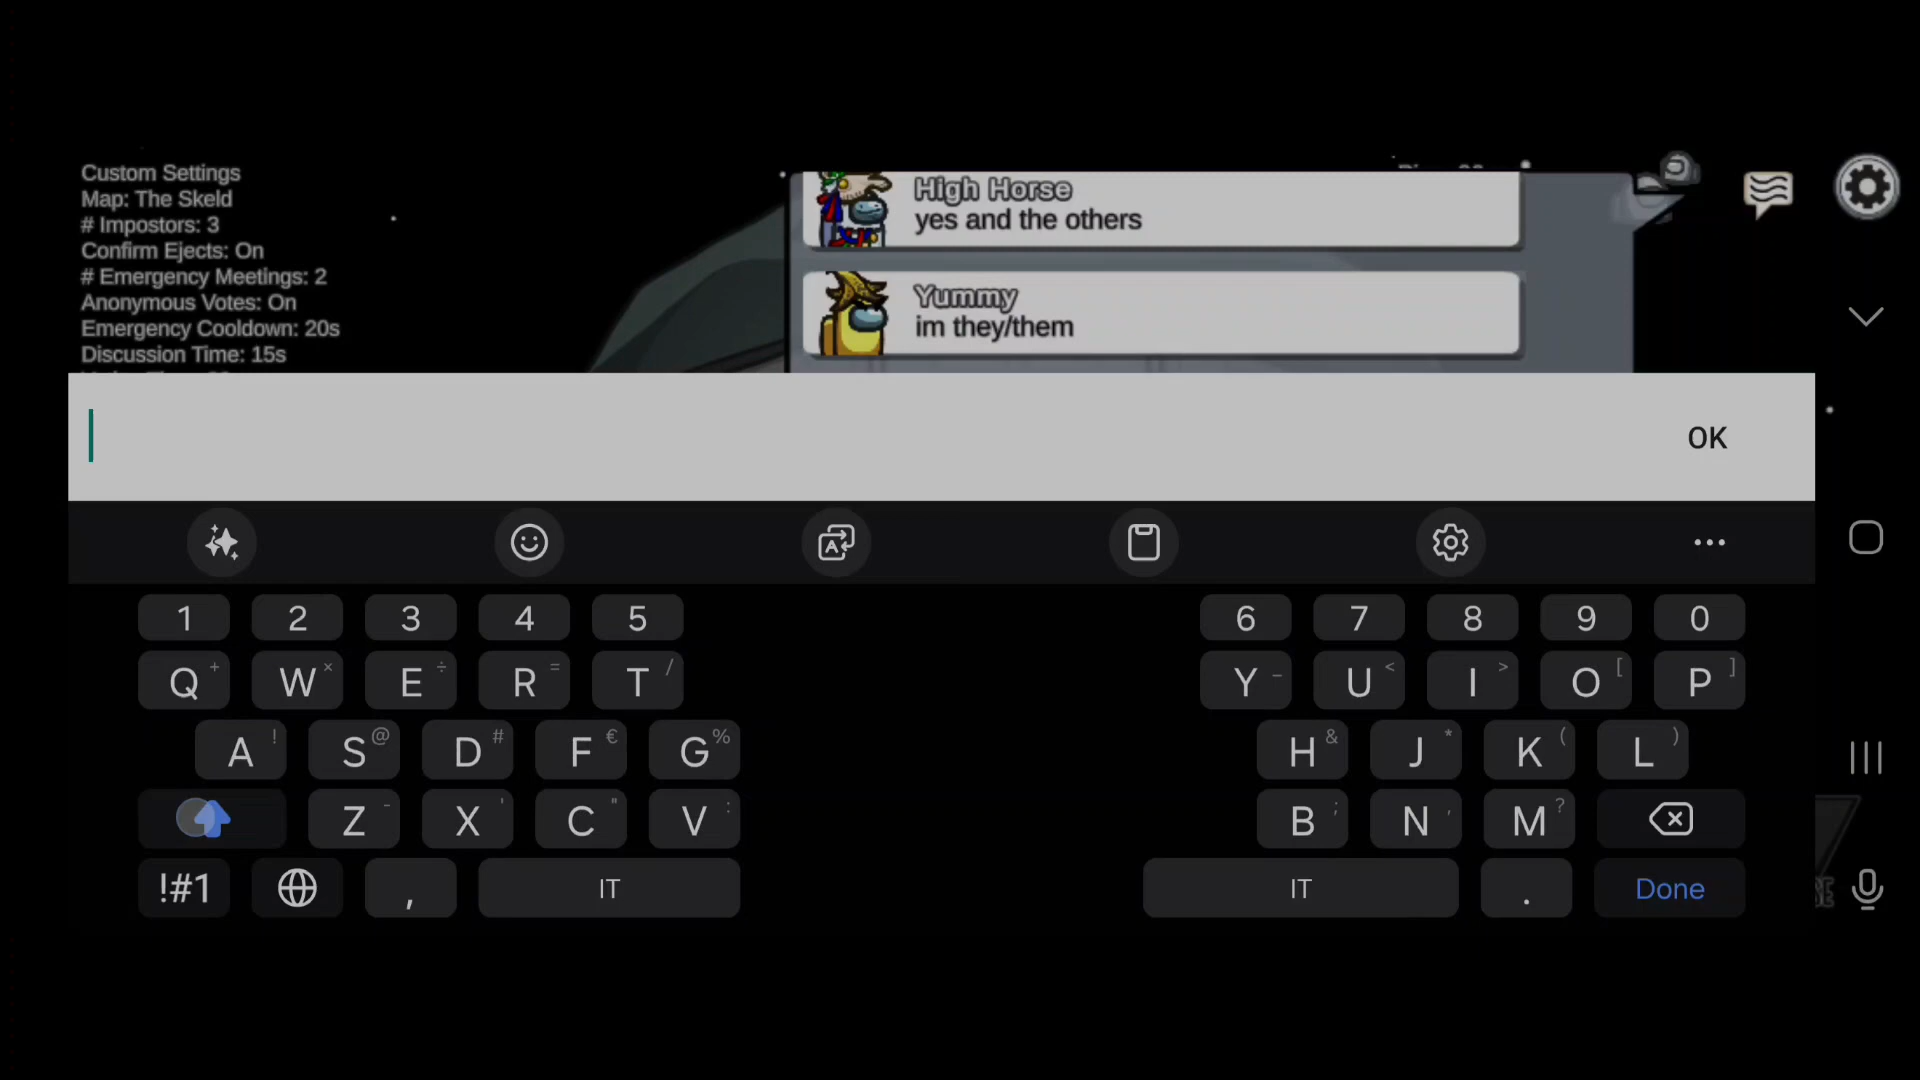 Custom Settings
Map: The Skeld
# Impostors: 3
Confirm Ejects: On
# Emergency Meetings: 2
Anonymous Votes: On
Emergency Cooldown: 20s
Discussion Time: 15s
High Horse
yes and the others
Yummy
im they/them
OK
1 2 3 4 5 6 7 8 9 0
Q + W × E ÷ R = T / Y - U < I > O [ P ]
A ! S @ D # F € G % H & J * K ( L )
Z - X ' C " V : B ; N , M ?
!#1 , IT IT . Done